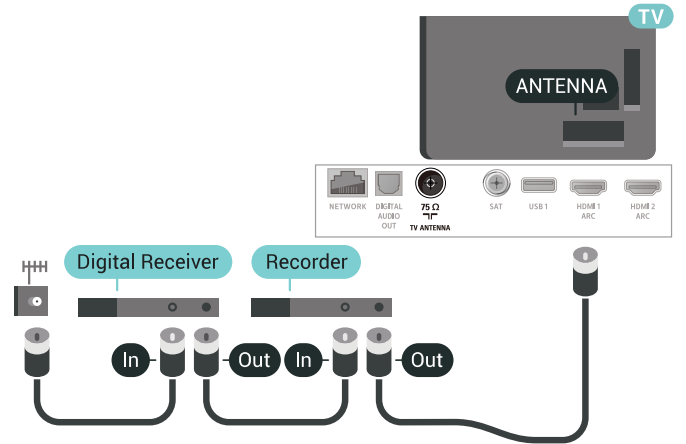 TV
ANTENNA
NETWORK
DIGITAL
AUDIO
OUT
75 Ω
TV ANTENNA
SAT
USB 1
HDMI 1
ARC
HDMI 2
ARC
Digital Receiver
Recorder
In
Out
In
Out